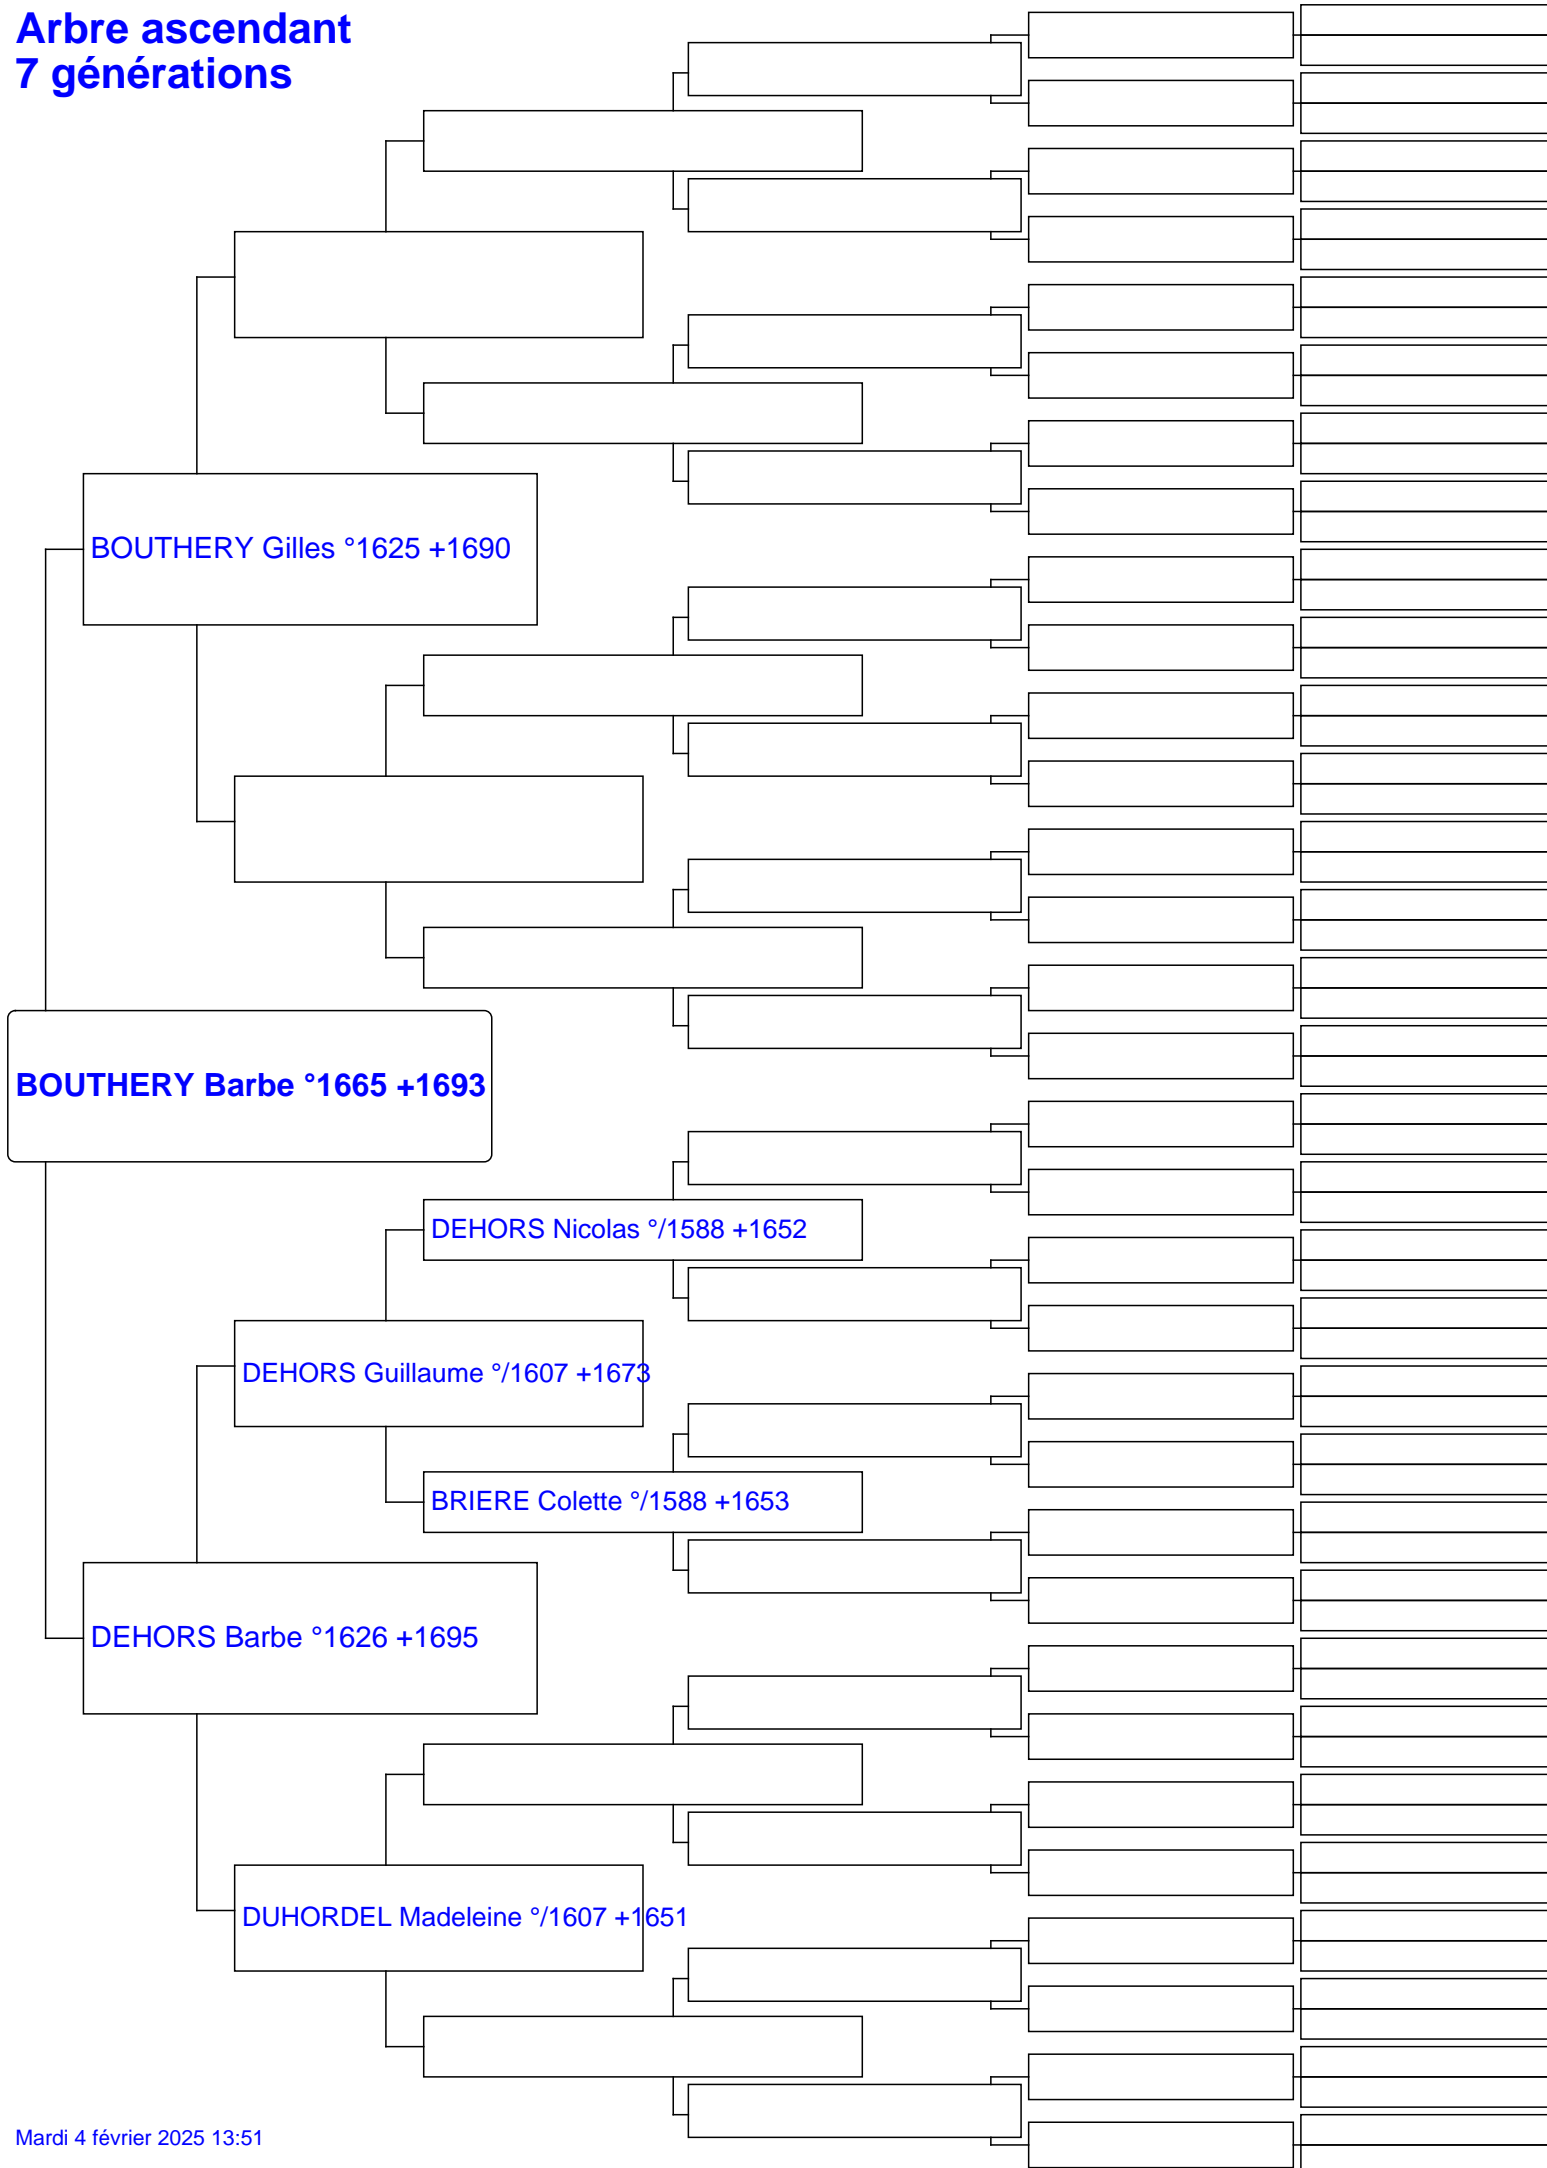 Arbre ascendant
7 générations
BOUTHERY Gilles °1625 +1690
BOUTHERY Barbe °1665 +1693
DEHORS Nicolas °/1588 +1652
DEHORS Guillaume °/1607 +1673
BRIERE Colette °/1588 +1653
DEHORS Barbe °1626 +1695
DUHORDEL Madeleine °/1607 +1651
Mardi 4 février 2025 13:51